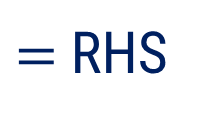 = RHS